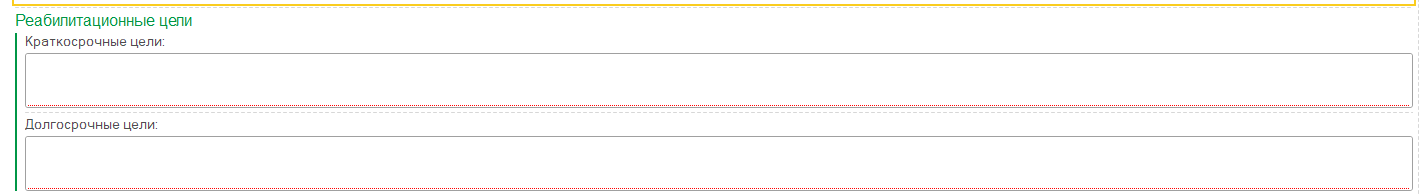 Реабилитационные цели
Краткосрочные цели:
Долгосрочные цели: